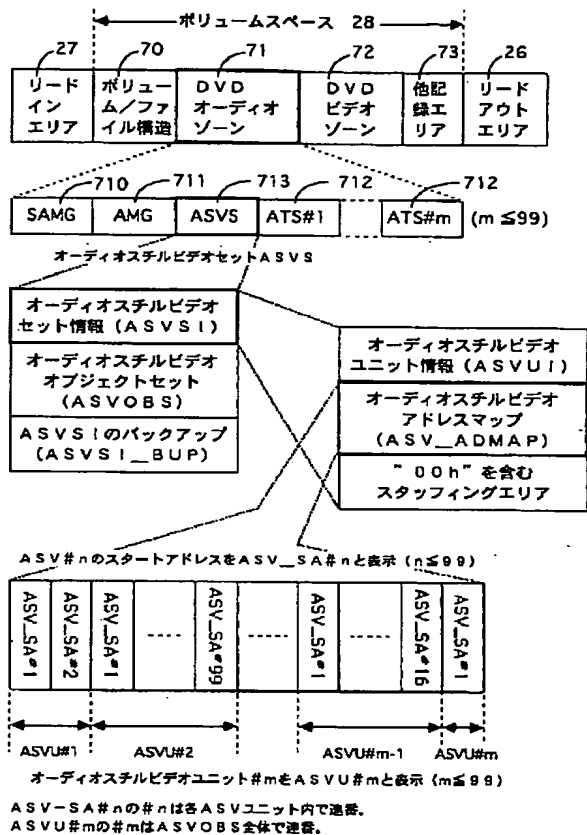 ボリュームスペース 28
27 70 71 72 73 26
リード
イン
エリア
ボリュー
ム/ファ
イル構造
DVD
オーディオ
ゾーン
DVD
ビデオ
ゾーン
他記
録エ
リア
リード
アウト
エリア
710 711 713 712 712
SAMG AMG ASVS ATS#1 ATS#m (m≦99)
オーディオスチルビデオセットASVS
オーディオスチルビデオ
セット情報(ASVSI)
オーディオスチルビデオ
オブジェクトセット
(ASVOBS)
ASVSIのバックアップ
(ASVSI_BUP)
オーディオスチルビデオ
ユニット情報(ASVUI)
オーディオスチルビデオ
アドレスマップ
(ASV_ADMAP)
"00h"を含む
スタッフィングエリア
ASV#nのスタートアドレスをASV_SA#nと表示(n≦99)
ASV_SA#1
ASV_SA#2
ASV_SA#1
ASV_SA#99
ASV_SA#1
ASV_SA#16
ASV_SA#1
ASVU#1 ASVU#2 ASVU#m-1 ASVU#m
オーディオスチルビデオユニット#mをASVU#mと表示(m≦99)
ASV-SA#nの#nは各ASVユニット内で連番。
ASVU#mの#mはASVOBS全体で連番。